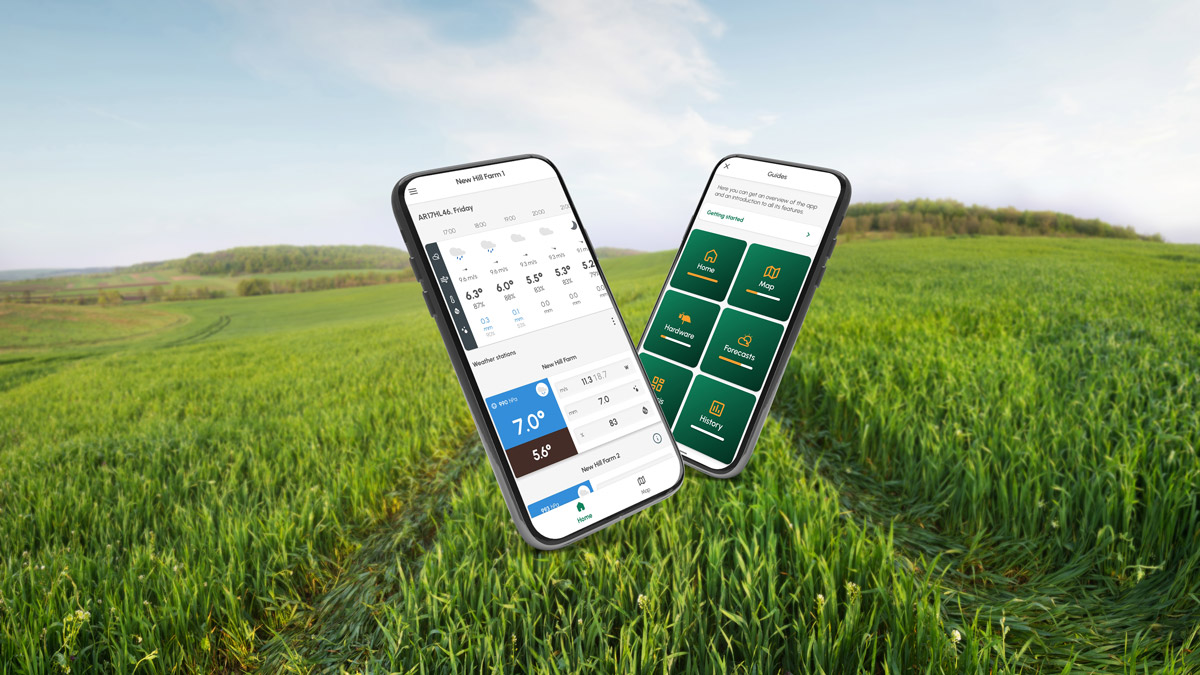 New Hill Farm 1
AR17HL46. Friday
17:00 18:00 19:00 20:00
9.6 m/s 9.6 m/s 9.3 m/s 9.3 m/s 9.1 m
6.3° 6.0° 5.5° 5.3° 5.2
87% 88% 83% 83% 79%
0.3 0.1 0.0 0.0 0.0
mm mm mm mm mm
Weather stations
New Hill Farm
990 hPa
7.0°
5.6°
m/s 11.3 18.7
mm 7.0
% 83
New Hill Farm 2
993 hPa
Home
Map
Guides
Here you can get an overview of the app
and an introduction to all its features
Getting started
Home
Map
Hardware
Forecasts
History